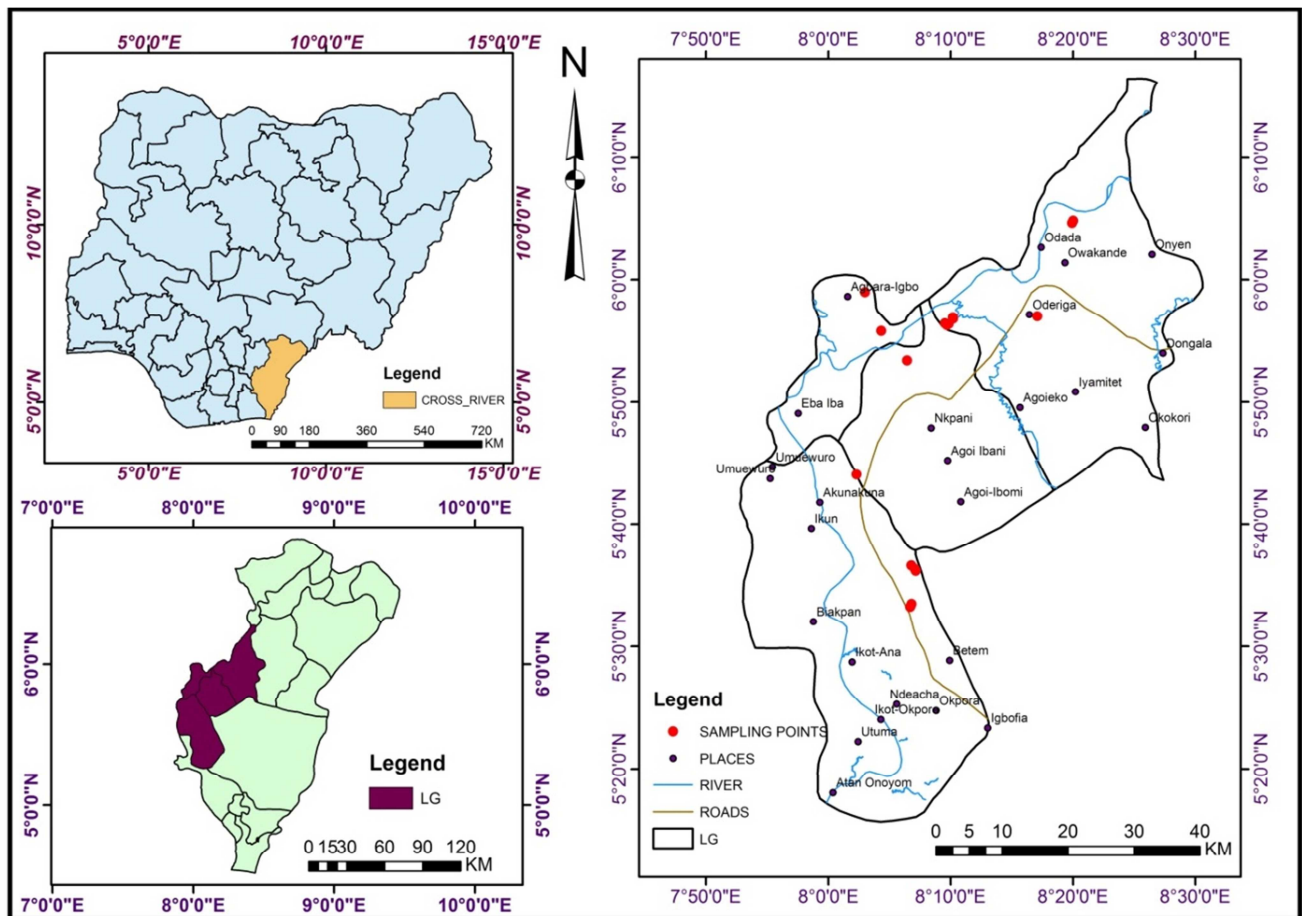 5°0'0"E 10°0'0"E 15°0'0"E
10°0'0"N
5°0'0"N
10°0'0"N
5°0'0"N
Legend
CROSS_RIVER
0 90 180 360 540 720
KM
5°0'0"E 10°0'0"E 15°0'0"E
N
7°0'0"E 8°0'0"E 9°0'0"E 10°0'0"E
6°0'0"N
5°0'0"N
6°0'0"N
5°0'0"N
Legend
LG
0 1530 60 90 120
KM
7°0'0"E 8°0'0"E 9°0'0"E 10°0'0"E
7°50'0"E 8°0'0"E 8°10'0"E 8°20'0"E 8°30'0"E
6°10'0"N
6°0'0"N
5°50'0"N
5°40'0"N
5°30'0"N
5°20'0"N
6°10'0"N
6°0'0"N
5°50'0"N
5°40'0"N
5°30'0"N
5°20'0"N
Odada
Owakande
Onyen
Agbara-Igbo
Oderiga
Dongala
Iyamitet
Agoieko
Eba Iba
Nkpani
Okokori
Agoi Ibani
Umuewuro
Umuewuro
Akunakuna
Agoi-Ibomi
Ikun
Biakpan
Ikot-Ana
Betem
Ndeacha
Okpora
Ikot-Okpora
Igbofia
Utuma
Atan Onoyom
Legend
SAMPLING POINTS
PLACES
RIVER
ROADS
LG
0 5 10 20 30 40
KM
7°50'0"E 8°0'0"E 8°10'0"E 8°20'0"E 8°30'0"E